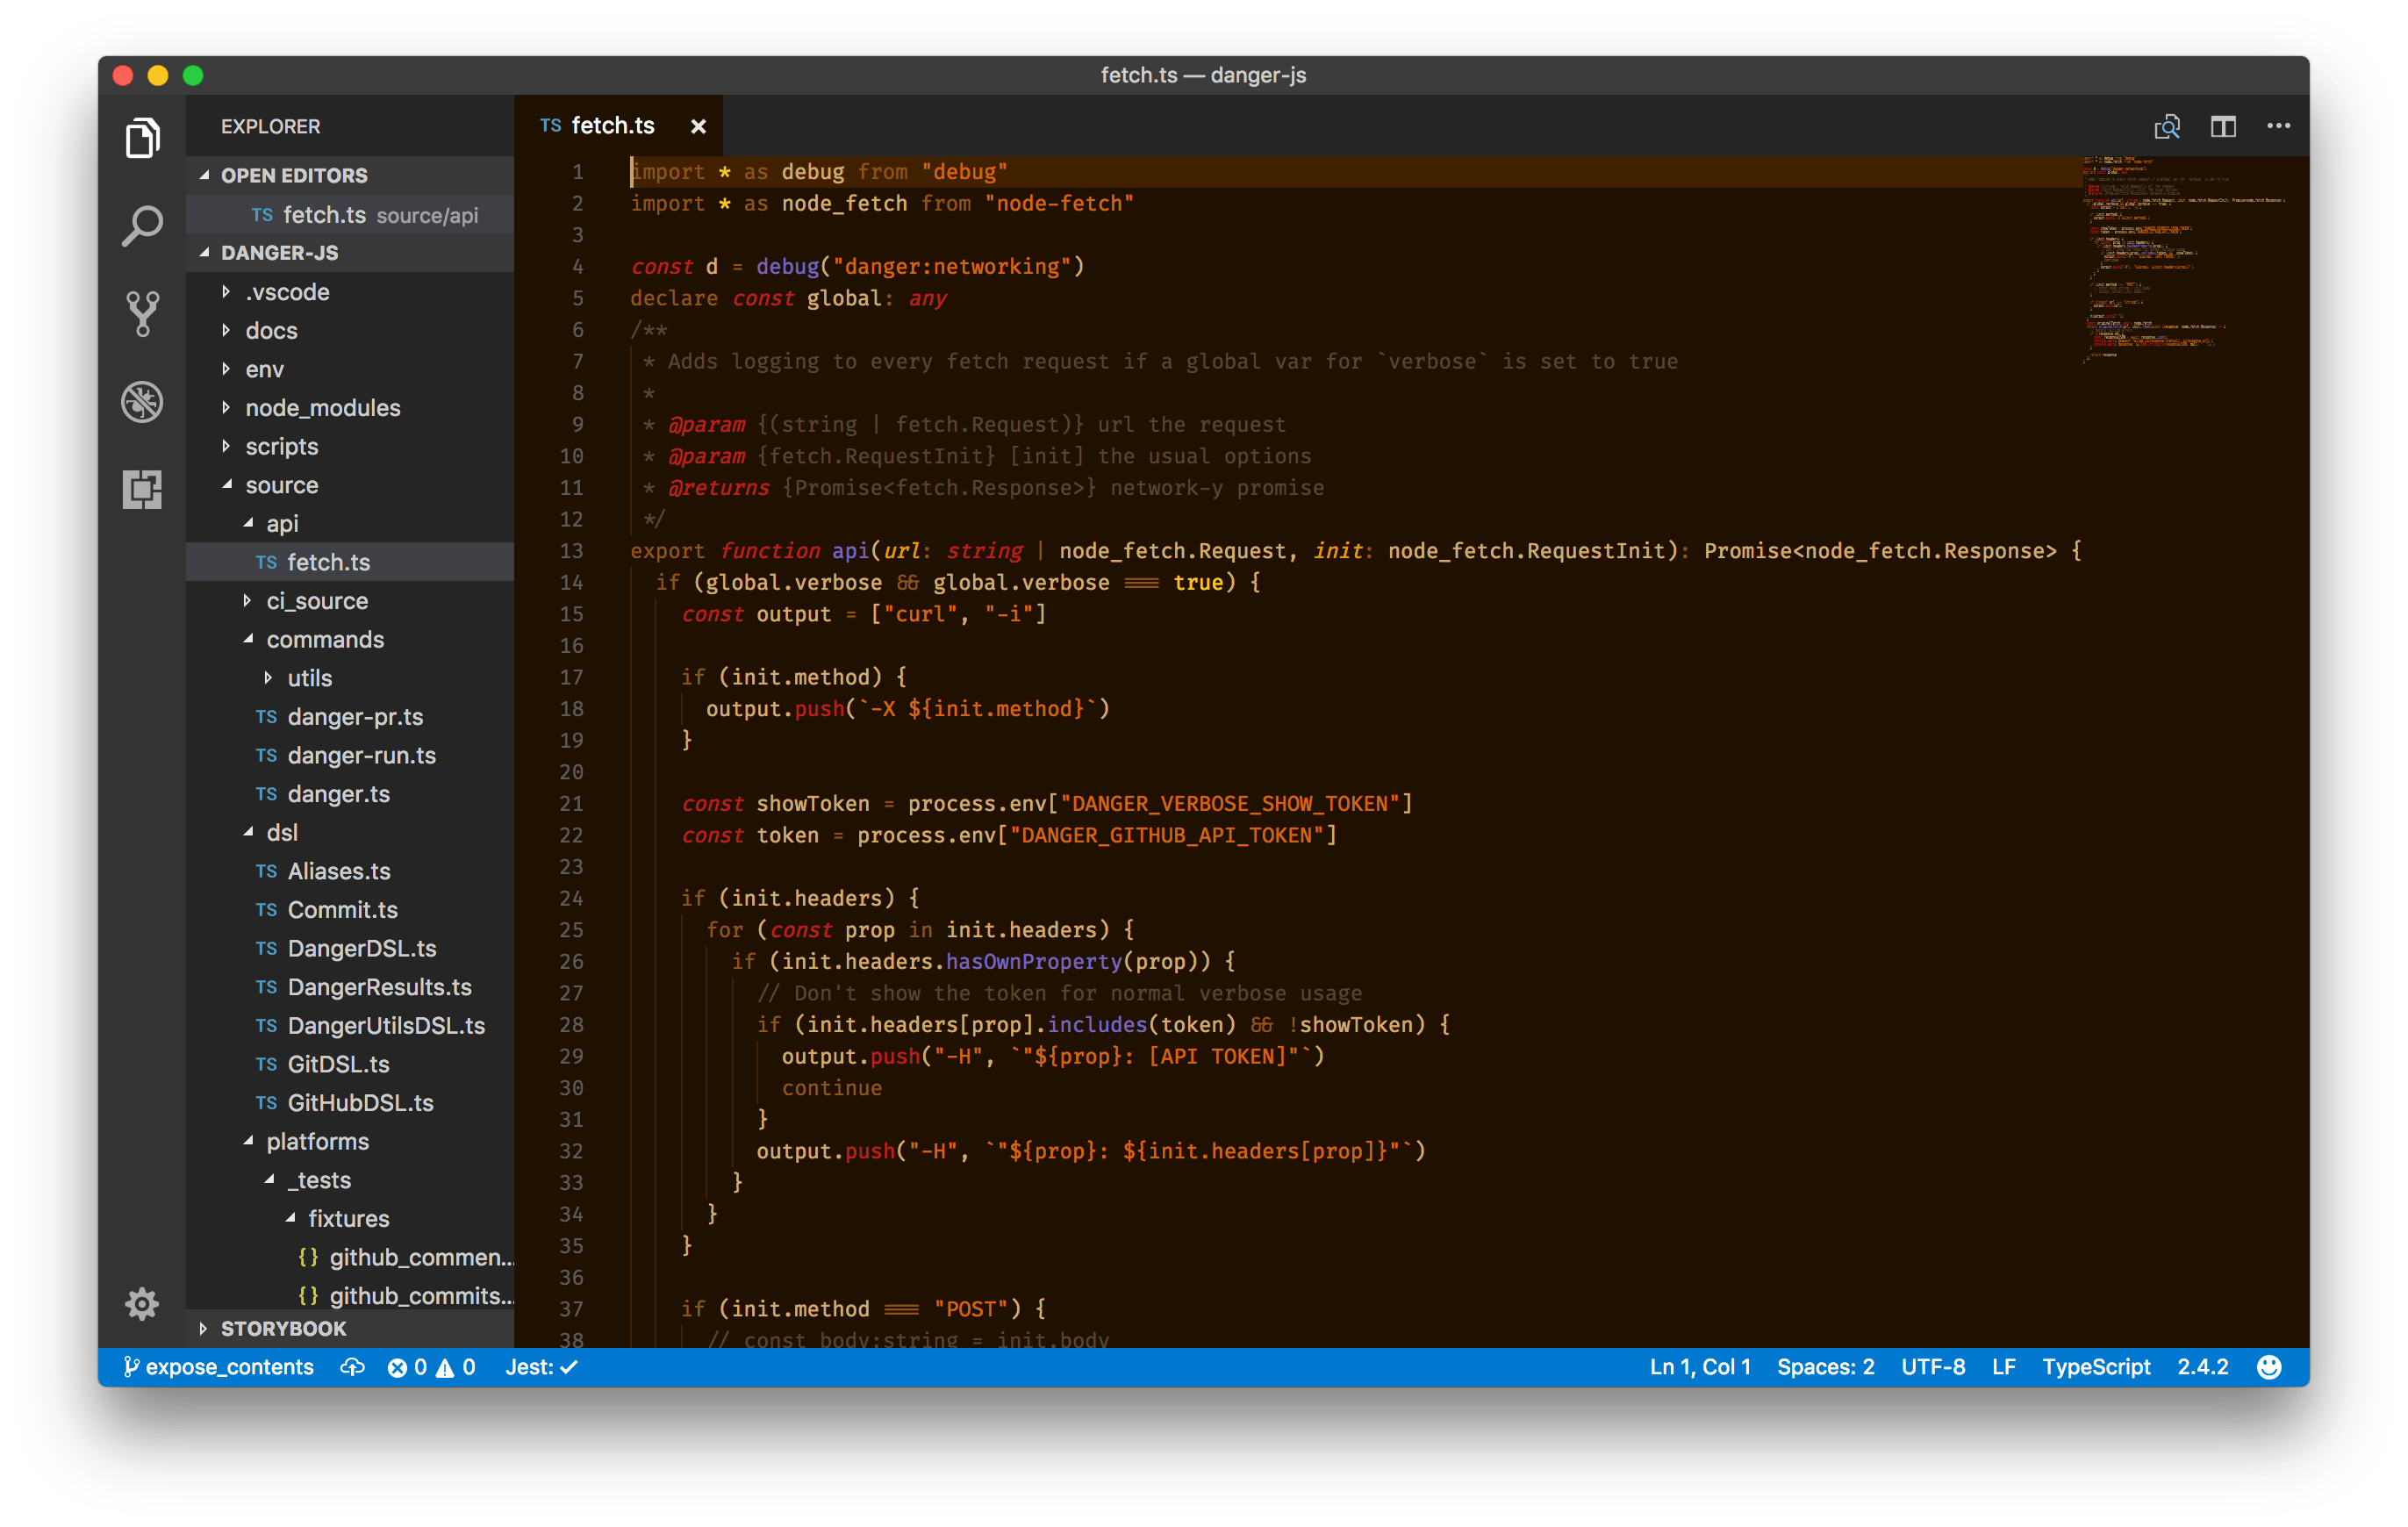 fetch.ts — danger-js
EXPLORER
OPEN EDITORS
TS fetch.ts source/api
DANGER-JS
.vscode
docs
env
node_modules
scripts
source
api
TS fetch.ts
ci_source
commands
utils
TS danger-pr.ts
TS danger-run.ts
TS danger.ts
dsl
TS Aliases.ts
TS Commit.ts
TS DangerDSL.ts
TS DangerResults.ts
TS DangerUtilsDSL.ts
TS GitDSL.ts
TS GitHubDSL.ts
platforms
_tests
fixtures
{} github_commen...
{} github_commits...
STORYBOOK
TS fetch.ts ×
1 import * as debug from "debug"
2 import * as node_fetch from "node-fetch"
3
4 const d = debug("danger:networking")
5 declare const global: any
6 /**
7 * Adds logging to every fetch request if a global var for `verbose` is set to true
8 *
9 * @param {(string | fetch.Request)} url the request
10 * @param {fetch.RequestInit} [init] the usual options
11 * @returns {Promise<fetch.Response>} network-y promise
12 */
13 export function api(url: string | node_fetch.Request, init: node_fetch.RequestInit): Promise<node_fetch.Response> {
14 if (global.verbose && global.verbose === true) {
15 const output = ["curl", "-i"]
16
17 if (init.method) {
18 output.push(`-X ${init.method}`)
19 }
20
21 const showToken = process.env["DANGER_VERBOSE_SHOW_TOKEN"]
22 const token = process.env["DANGER_GITHUB_API_TOKEN"]
23
24 if (init.headers) {
25 for (const prop in init.headers) {
26 if (init.headers.hasOwnProperty(prop)) {
27 // Don't show the token for normal verbose usage
28 if (init.headers[prop].includes(token) && !showToken) {
29 output.push("-H", `"${prop}: [API TOKEN]"`)
30 continue
31 }
32 output.push("-H", `"${prop}: ${init.headers[prop]}"`)
33 }
34 }
35 }
36
37 if (init.method === "POST") {
38 // const body:string = init.body
expose_contents 0 0 Jest: ✓ Ln 1, Col 1 Spaces: 2 UTF-8 LF TypeScript 2.4.2